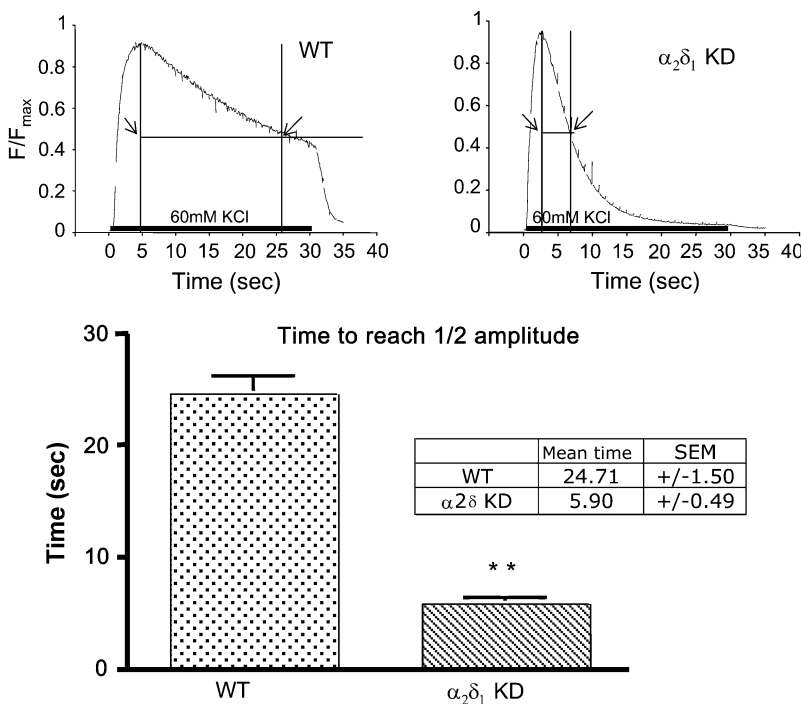 1
0.8
0.6
0.4
0.2
0
F/Fmax
WT
60mM KCl
0 5 10 15 20 25 30 35 40
Time (sec)
1
0.8
0.6
0.4
0.2
0
α2δ1 KD
60mM KCl
0 5 10 20 30 40
Time (sec)
Time to reach 1/2 amplitude
30
20
10
0
Time (sec)
Mean time SEM
WT 24.71 +/-1.50
α2δ KD 5.90 +/-0.49
* *
WT α2δ1 KD